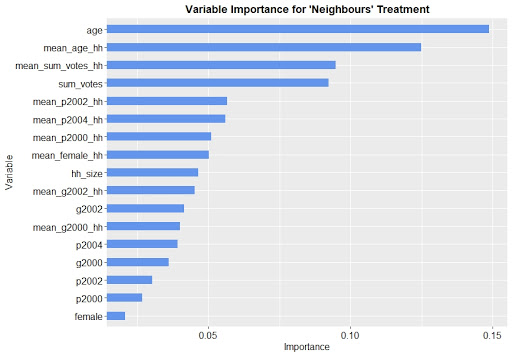 Variable Importance for 'Neighbours' Treatment
Variable
age
mean_age_hh
mean_sum_votes_hh
sum_votes
mean_p2002_hh
mean_p2004_hh
mean_p2000_hh
mean_female_hh
hh_size
mean_g2002_hh
g2002
mean_g2000_hh
p2004
g2000
p2002
p2000
female
0.05 0.10 0.15
Importance